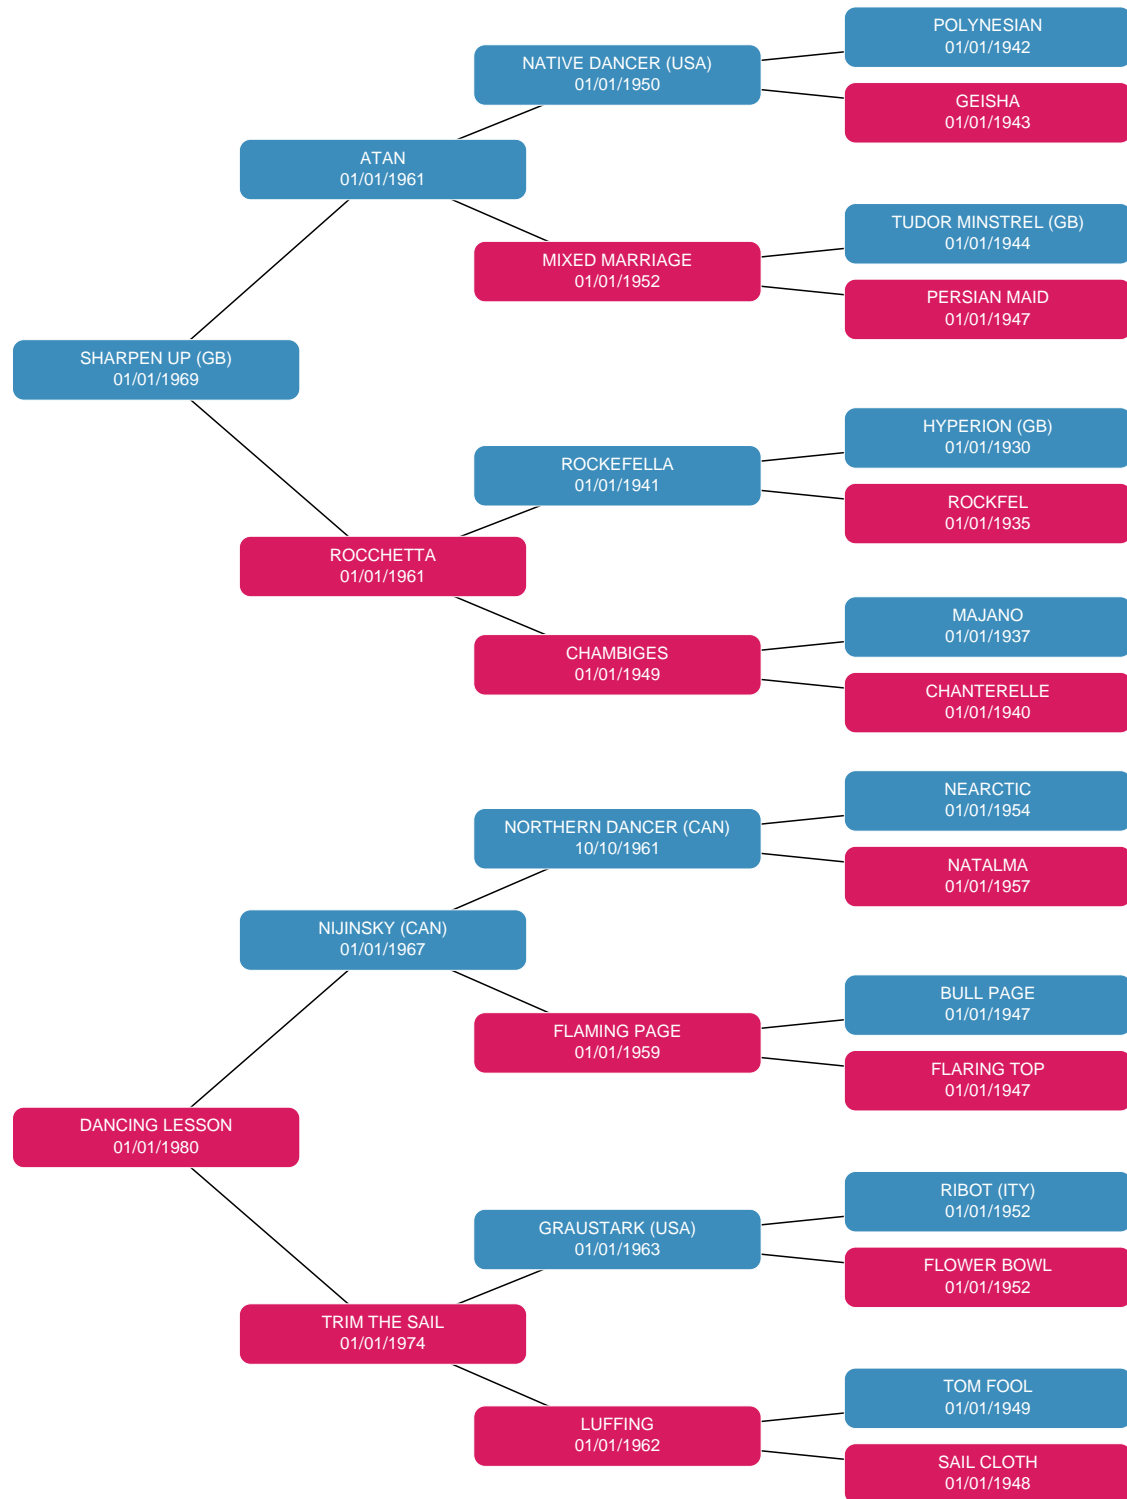 POLYNESIAN
01/01/1942
NATIVE DANCER (USA)
01/01/1950
GEISHA
01/01/1943
ATAN
01/01/1961
TUDOR MINSTREL (GB)
01/01/1944
MIXED MARRIAGE
01/01/1952
PERSIAN MAID
01/01/1947
SHARPEN UP (GB)
01/01/1969
HYPERION (GB)
01/01/1930
ROCKEFELLA
01/01/1941
ROCKFEL
01/01/1935
ROCCHETTA
01/01/1961
MAJANO
01/01/1937
CHAMBIGES
01/01/1949
CHANTERELLE
01/01/1940
NEARCTIC
01/01/1954
NORTHERN DANCER (CAN)
10/10/1961
NATALMA
01/01/1957
NIJINSKY (CAN)
01/01/1967
BULL PAGE
01/01/1947
FLAMING PAGE
01/01/1959
FLARING TOP
01/01/1947
DANCING LESSON
01/01/1980
RIBOT (ITY)
01/01/1952
GRAUSTARK (USA)
01/01/1963
FLOWER BOWL
01/01/1952
TRIM THE SAIL
01/01/1974
TOM FOOL
01/01/1949
LUFFING
01/01/1962
SAIL CLOTH
01/01/1948